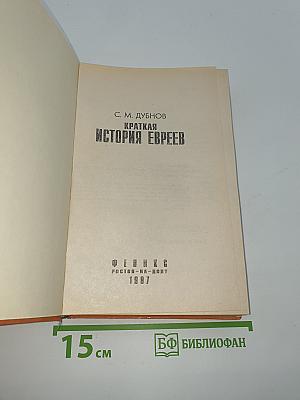 С. М. ДУБНОВ
КРАТКАЯ
ИСТОРИЯ ЕВРЕЕВ
ФЕНИКС
РОСТОВ-НА-ДОНУ
1997
15 см
БФ БИБЛИОФАН